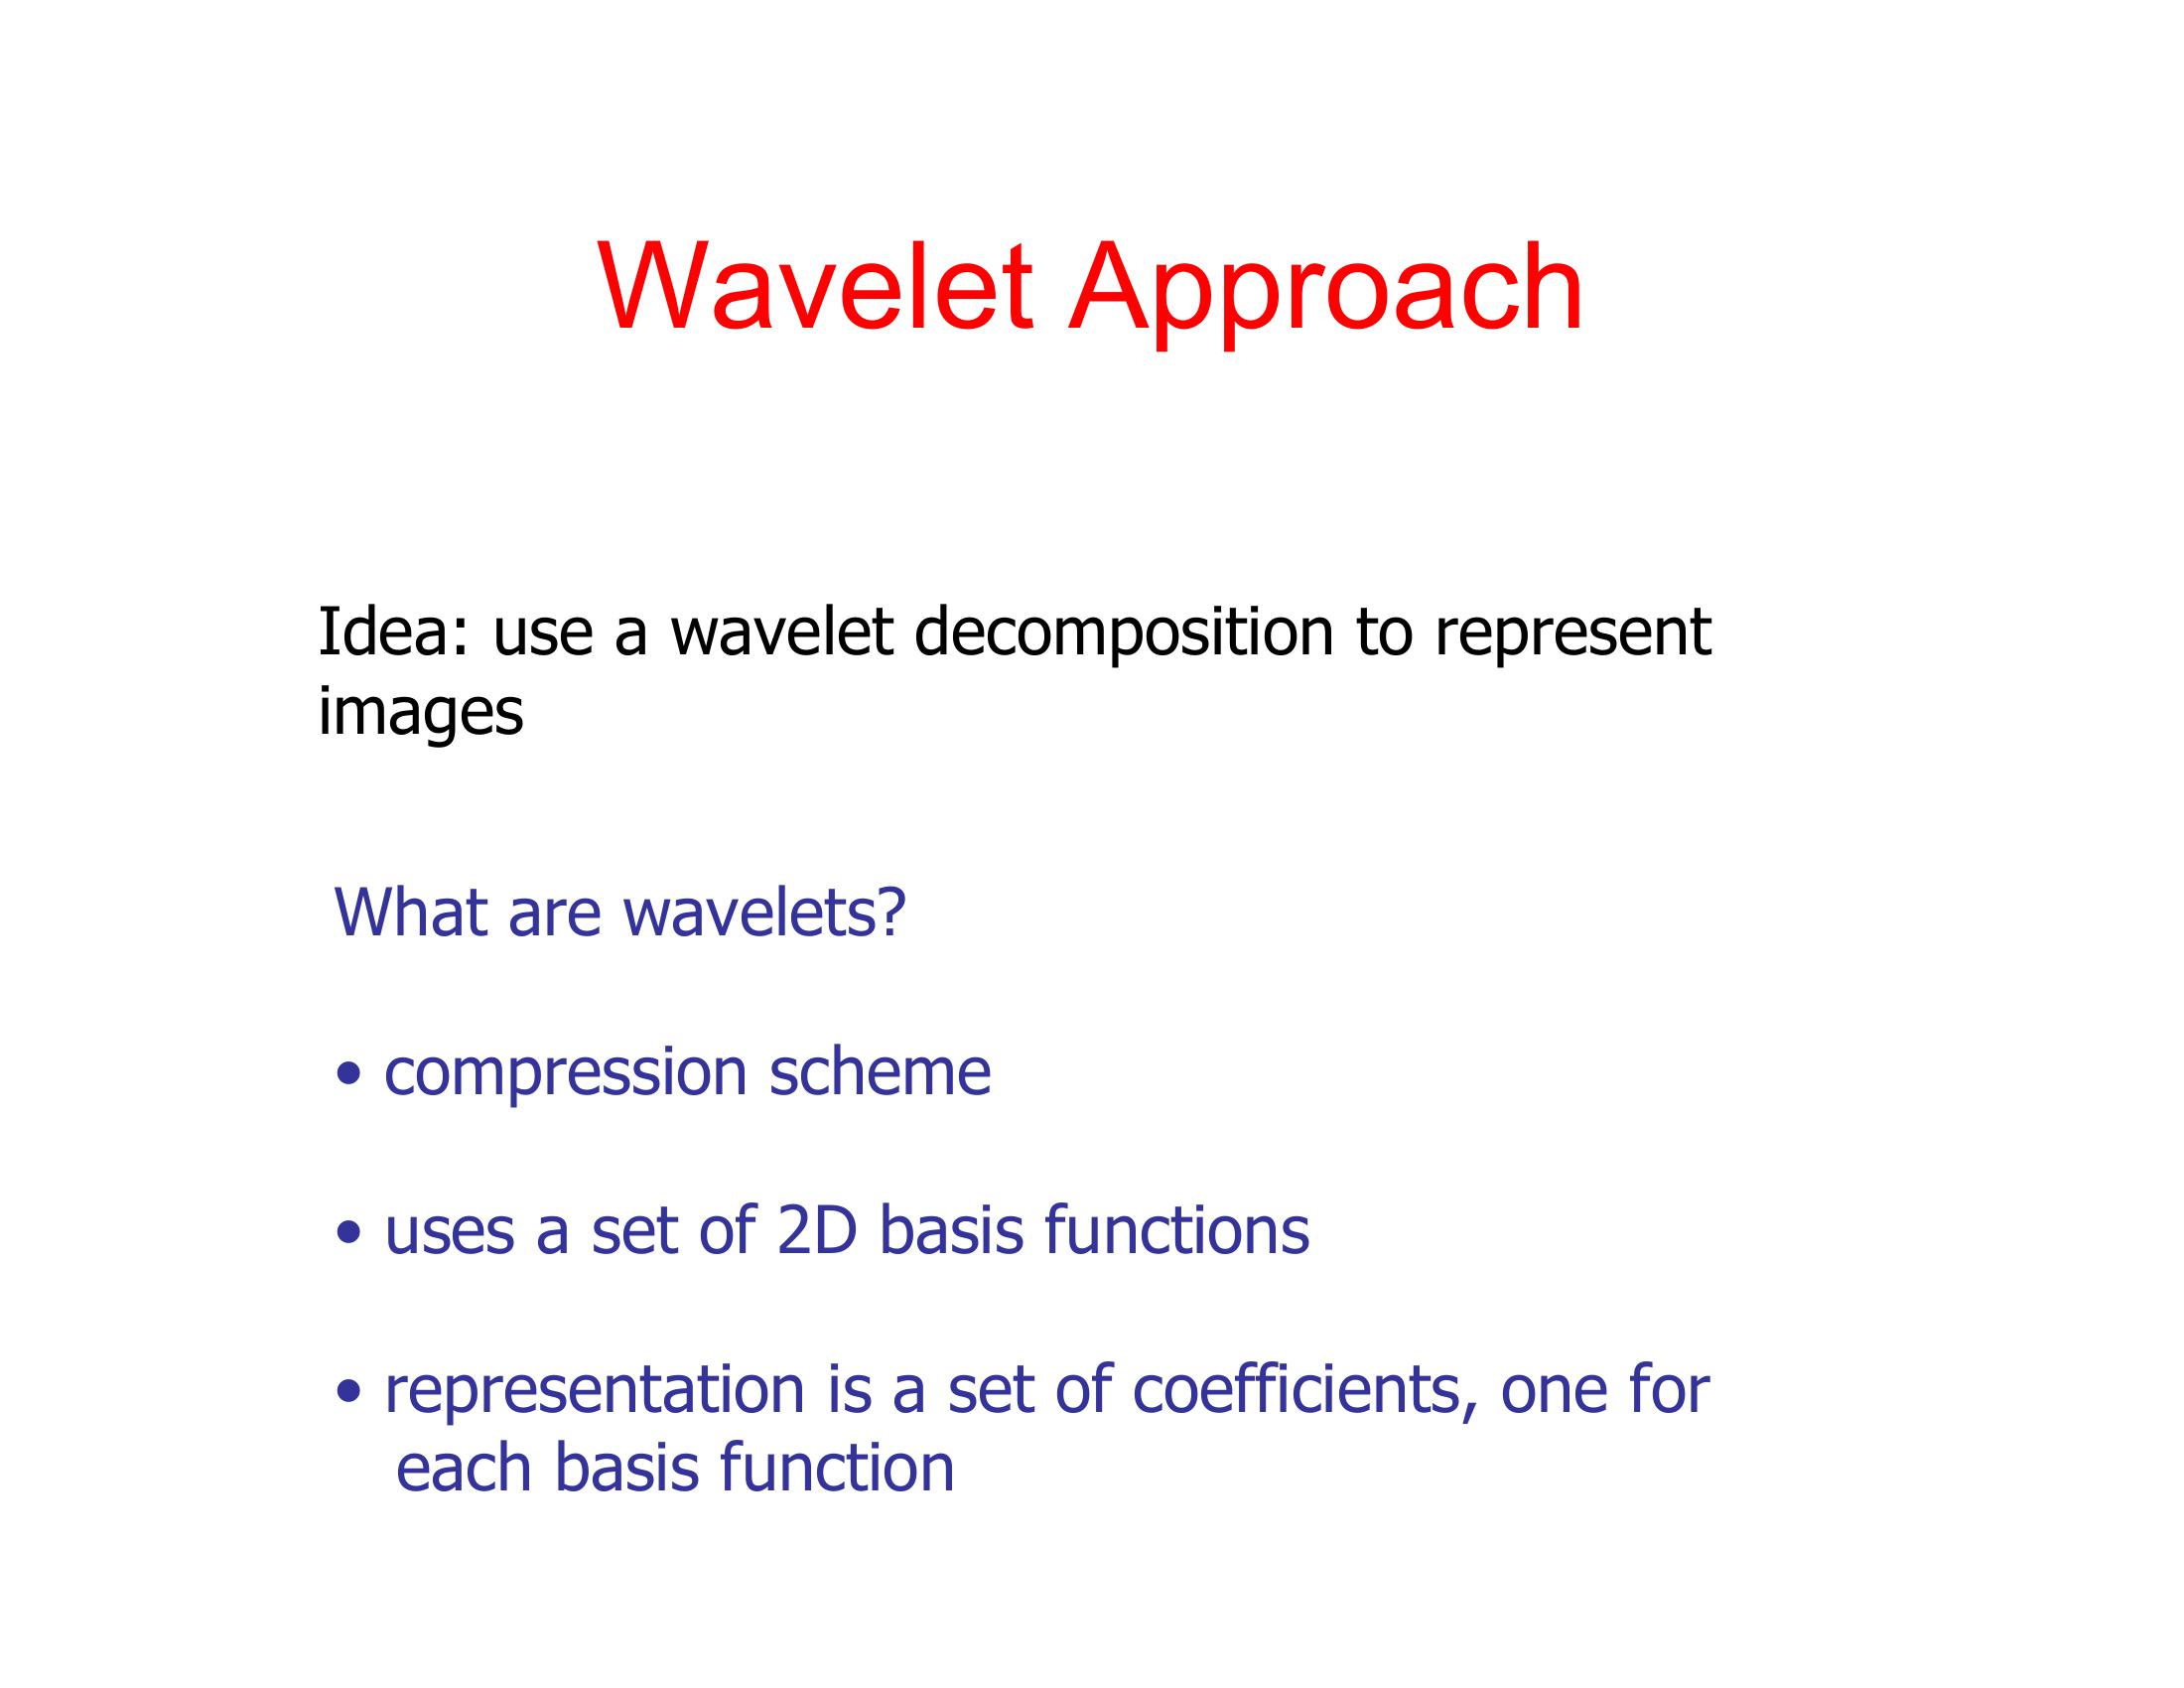 Wavelet Approach
Idea: use a wavelet decomposition to represent
images
What are wavelets?
• compression scheme
• uses a set of 2D basis functions
• representation is a set of coefficients, one for
each basis function